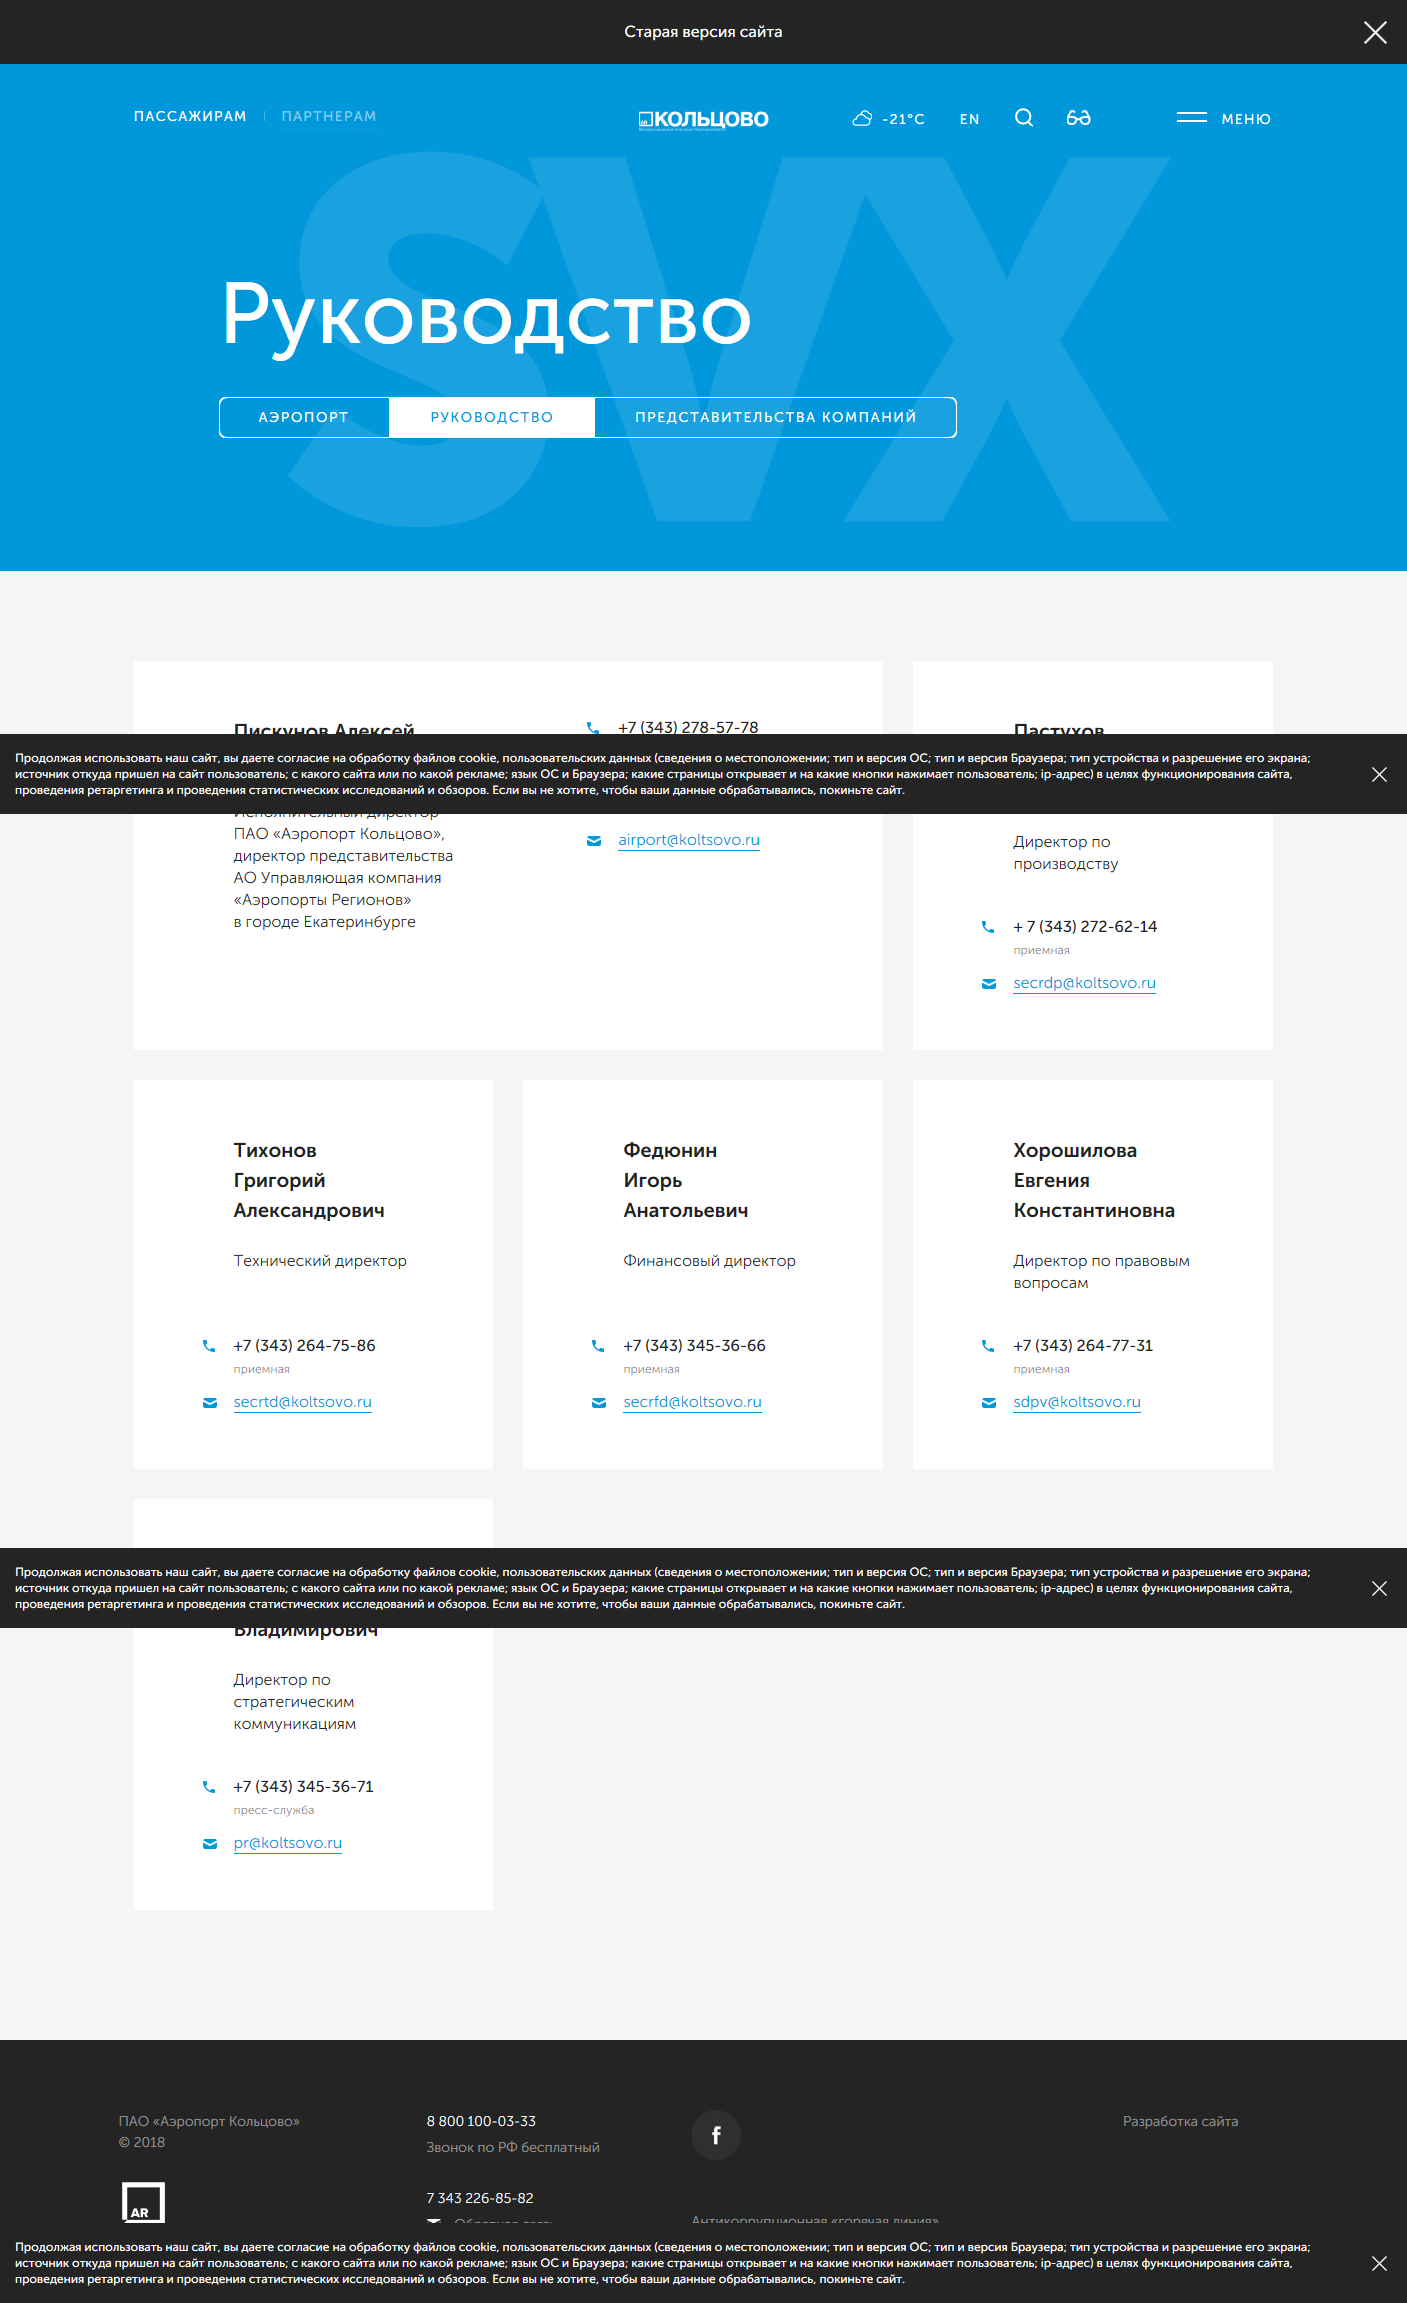 Старая версия сайта
ПАССАЖИРАМ
ПАРТНЕРАМ
КОЛЬЦОВО
-21°C
EN
МЕНЮ
SVX
Руководство
АЭРОПОРТ
РУКОВОДСТВО
ПРЕДСТАВИТЕЛЬСТВА КОМПАНИЙ
Пискунов Алексей
+7 (343) 278-57-78
Пастухов
Продолжая использовать наш сайт, вы даете согласие на обработку файлов cookie, пользовательских данных (сведения о местоположении; тип и версия ОС; тип и версия Браузера; тип устройства и разрешение его экрана;
источник откуда пришел на сайт пользователь; с какого сайта или по какой рекламе; язык ОС и Браузера; какие страницы открывает и на какие кнопки нажимает пользователь; ip-адрес) в целях функционирования сайта,
проведения ретаргетинга и проведения статистических исследований и обзоров. Если вы не хотите, чтобы ваши данные обрабатывались, покиньте сайт.
Исполнительный директор
ПАО «Аэропорт Кольцово»,
директор представительства
АО Управляющая компания
«Аэропорты Регионов»
в городе Екатеринбурге
airport@koltsovo.ru
Директор по
производству
+ 7 (343) 272-62-14
приемная
secrdp@koltsovo.ru
Тихонов
Григорий
Александрович
Технический директор
+7 (343) 264-75-86
приемная
secrtd@koltsovo.ru
Федюнин
Игорь
Анатольевич
Финансовый директор
+7 (343) 345-36-66
приемная
secrfd@koltsovo.ru
Хорошилова
Евгения
Константиновна
Директор по правовым
вопросам
+7 (343) 264-77-31
приемная
sdpv@koltsovo.ru
Продолжая использовать наш сайт, вы даете согласие на обработку файлов cookie, пользовательских данных (сведения о местоположении; тип и версия ОС; тип и версия Браузера; тип устройства и разрешение его экрана;
источник откуда пришел на сайт пользователь; с какого сайта или по какой рекламе; язык ОС и Браузера; какие страницы открывает и на какие кнопки нажимает пользователь; ip-адрес) в целях функционирования сайта,
проведения ретаргетинга и проведения статистических исследований и обзоров. Если вы не хотите, чтобы ваши данные обрабатывались, покиньте сайт.
Владимирович
Директор по
стратегическим
коммуникациям
+7 (343) 345-36-71
пресс-служба
pr@koltsovo.ru
ПАО «Аэропорт Кольцово»
© 2018
AR
8 800 100-03-33
Звонок по РФ бесплатный
7 343 226-85-82
Обратная связь
f
Антикоррупционная «горячая линия»
Разработка сайта
Продолжая использовать наш сайт, вы даете согласие на обработку файлов cookie, пользовательских данных (сведения о местоположении; тип и версия ОС; тип и версия Браузера; тип устройства и разрешение его экрана;
источник откуда пришел на сайт пользователь; с какого сайта или по какой рекламе; язык ОС и Браузера; какие страницы открывает и на какие кнопки нажимает пользователь; ip-адрес) в целях функционирования сайта,
проведения ретаргетинга и проведения статистических исследований и обзоров. Если вы не хотите, чтобы ваши данные обрабатывались, покиньте сайт.